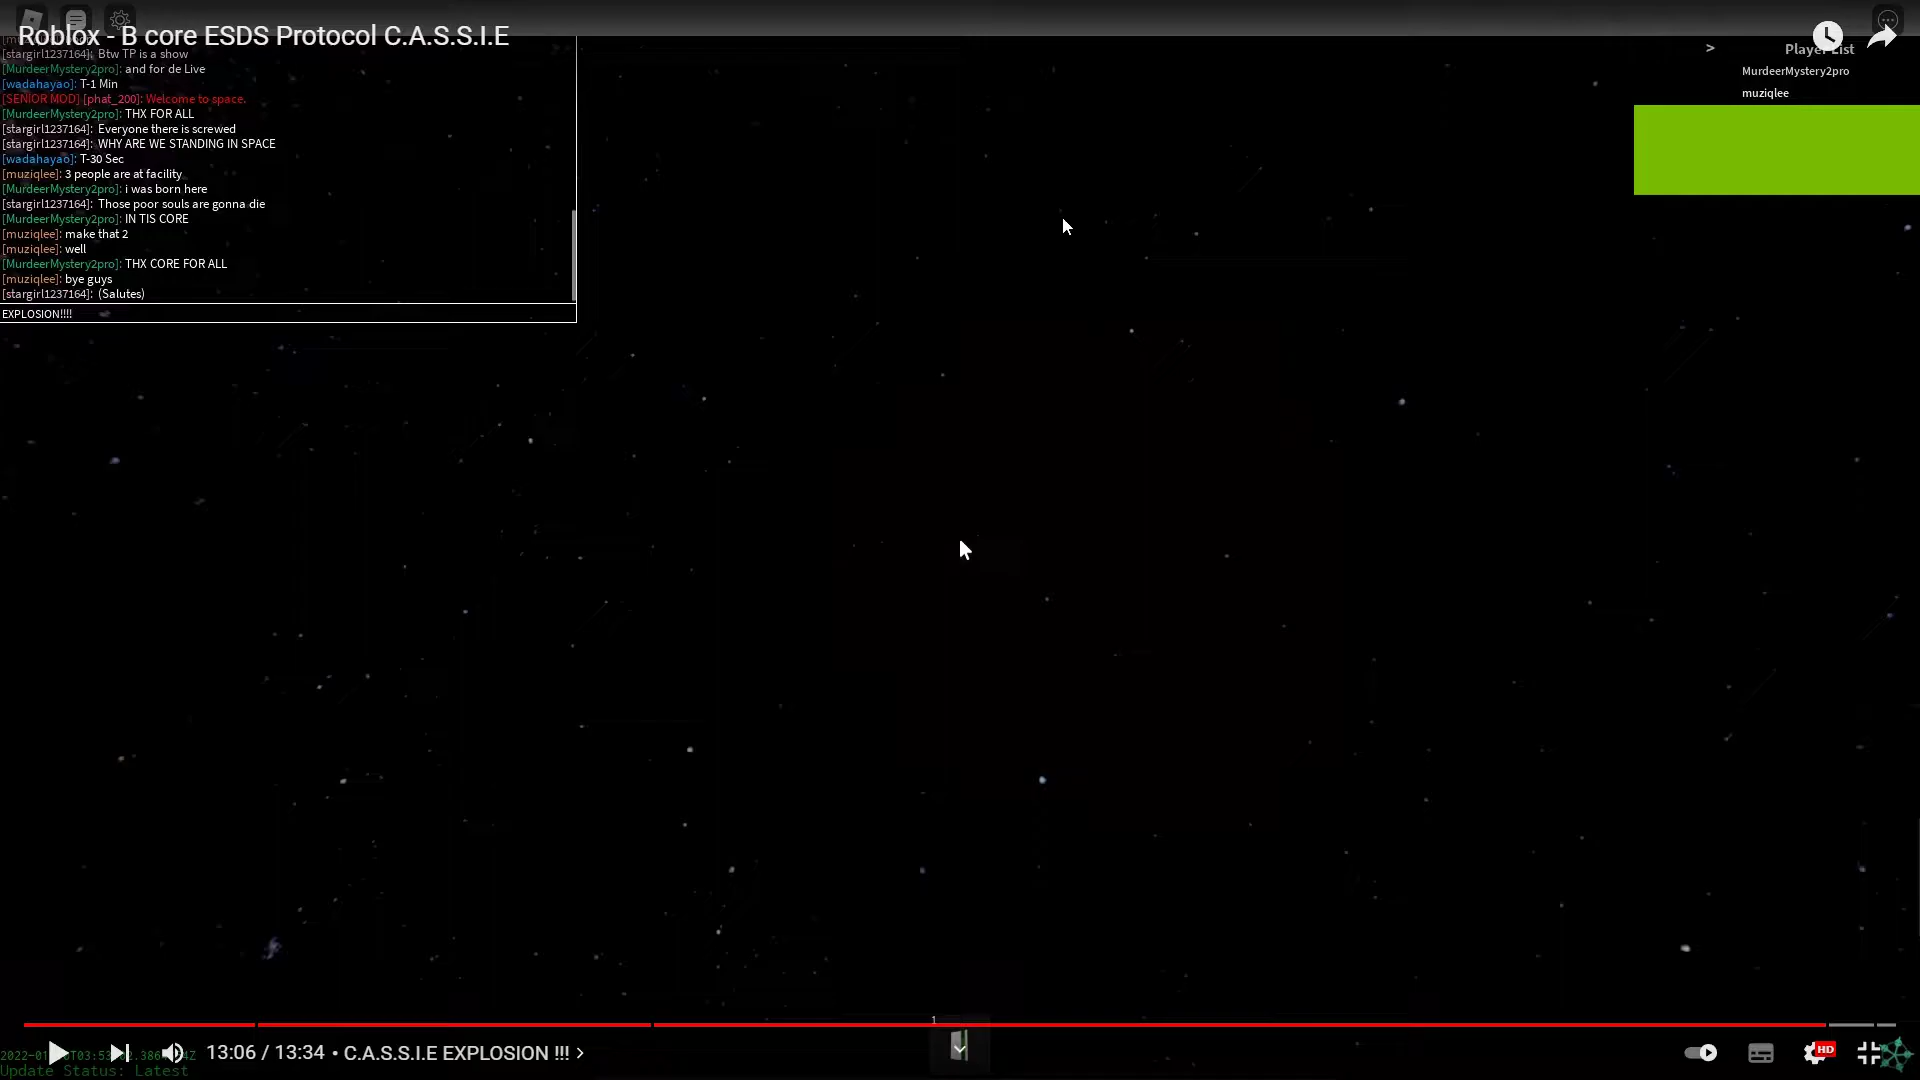 Roblox - B core ESDS Protocol C.A.S.S.I.E
[stargirl1237164]: Btw TP is a show
[MurdeerMystery2pro]: and for de Live
[wadahayao]: T-1 Min
[SENIOR MOD] [phat_200]: Welcome to space.
[MurdeerMystery2pro]: THX FOR ALL
[stargirl1237164]: Everyone there is screwed
[stargirl1237164]: WHY ARE WE STANDING IN SPACE
[wadahayao]: T-30 Sec
[muziqlee]: 3 people are at facility
[MurdeerMystery2pro]: i was born here
[stargirl1237164]: Those poor souls are gonna die
[MurdeerMystery2pro]: IN TIS CORE
[muziqlee]: make that 2
[muziqlee]: well
[MurdeerMystery2pro]: THX CORE FOR ALL
[muziqlee]: bye guys
[stargirl1237164]: (Salutes)
EXPLOSION!!!!
> Player List
MurdeerMystery2pro
muziqlee
1
13:06 / 13:34 • C.A.S.S.I.E EXPLOSION !!! >
HD
Update Status: Latest